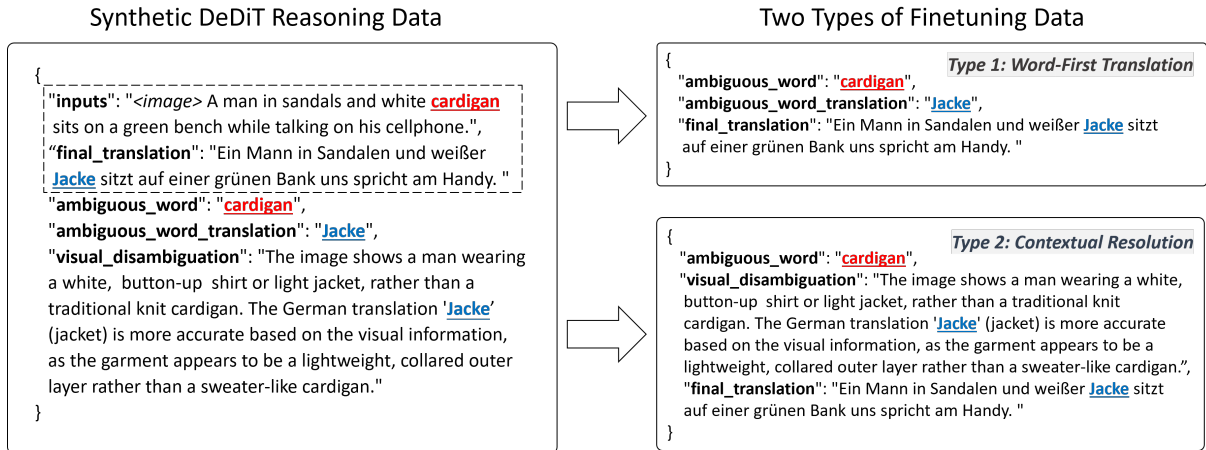 Synthetic DeDiT Reasoning Data
{
"inputs": "<image> A man in sandals and white cardigan
sits on a green bench while talking on his cellphone.",
“final_translation": "Ein Mann in Sandalen und weißer
Jacke sitzt auf einer grünen Bank uns spricht am Handy. "
"ambiguous_word": "cardigan",
"ambiguous_word_translation": "Jacke",
"visual_disambiguation": "The image shows a man wearing
a white, button-up shirt or light jacket, rather than a
traditional knit cardigan. The German translation 'Jacke’
(jacket) is more accurate based on the visual information,
as the garment appears to be a lightweight, collared outer
layer rather than a sweater-like cardigan."
}
Two Types of Finetuning Data
{
Type 1: Word-First Translation
"ambiguous_word": "cardigan",
"ambiguous_word_translation": "Jacke",
"final_translation": "Ein Mann in Sandalen und weißer Jacke sitzt
auf einer grünen Bank uns spricht am Handy. "
}
{
Type 2: Contextual Resolution
"ambiguous_word": "cardigan",
"visual_disambiguation": "The image shows a man wearing a white,
button-up shirt or light jacket, rather than a traditional knit
cardigan. The German translation 'Jacke' (jacket) is more accurate
based on the visual information, as the garment appears to be a
lightweight, collared outer layer rather than a sweater-like cardigan.”,
"final_translation": "Ein Mann in Sandalen und weißer Jacke sitzt
auf einer grünen Bank uns spricht am Handy. "
}